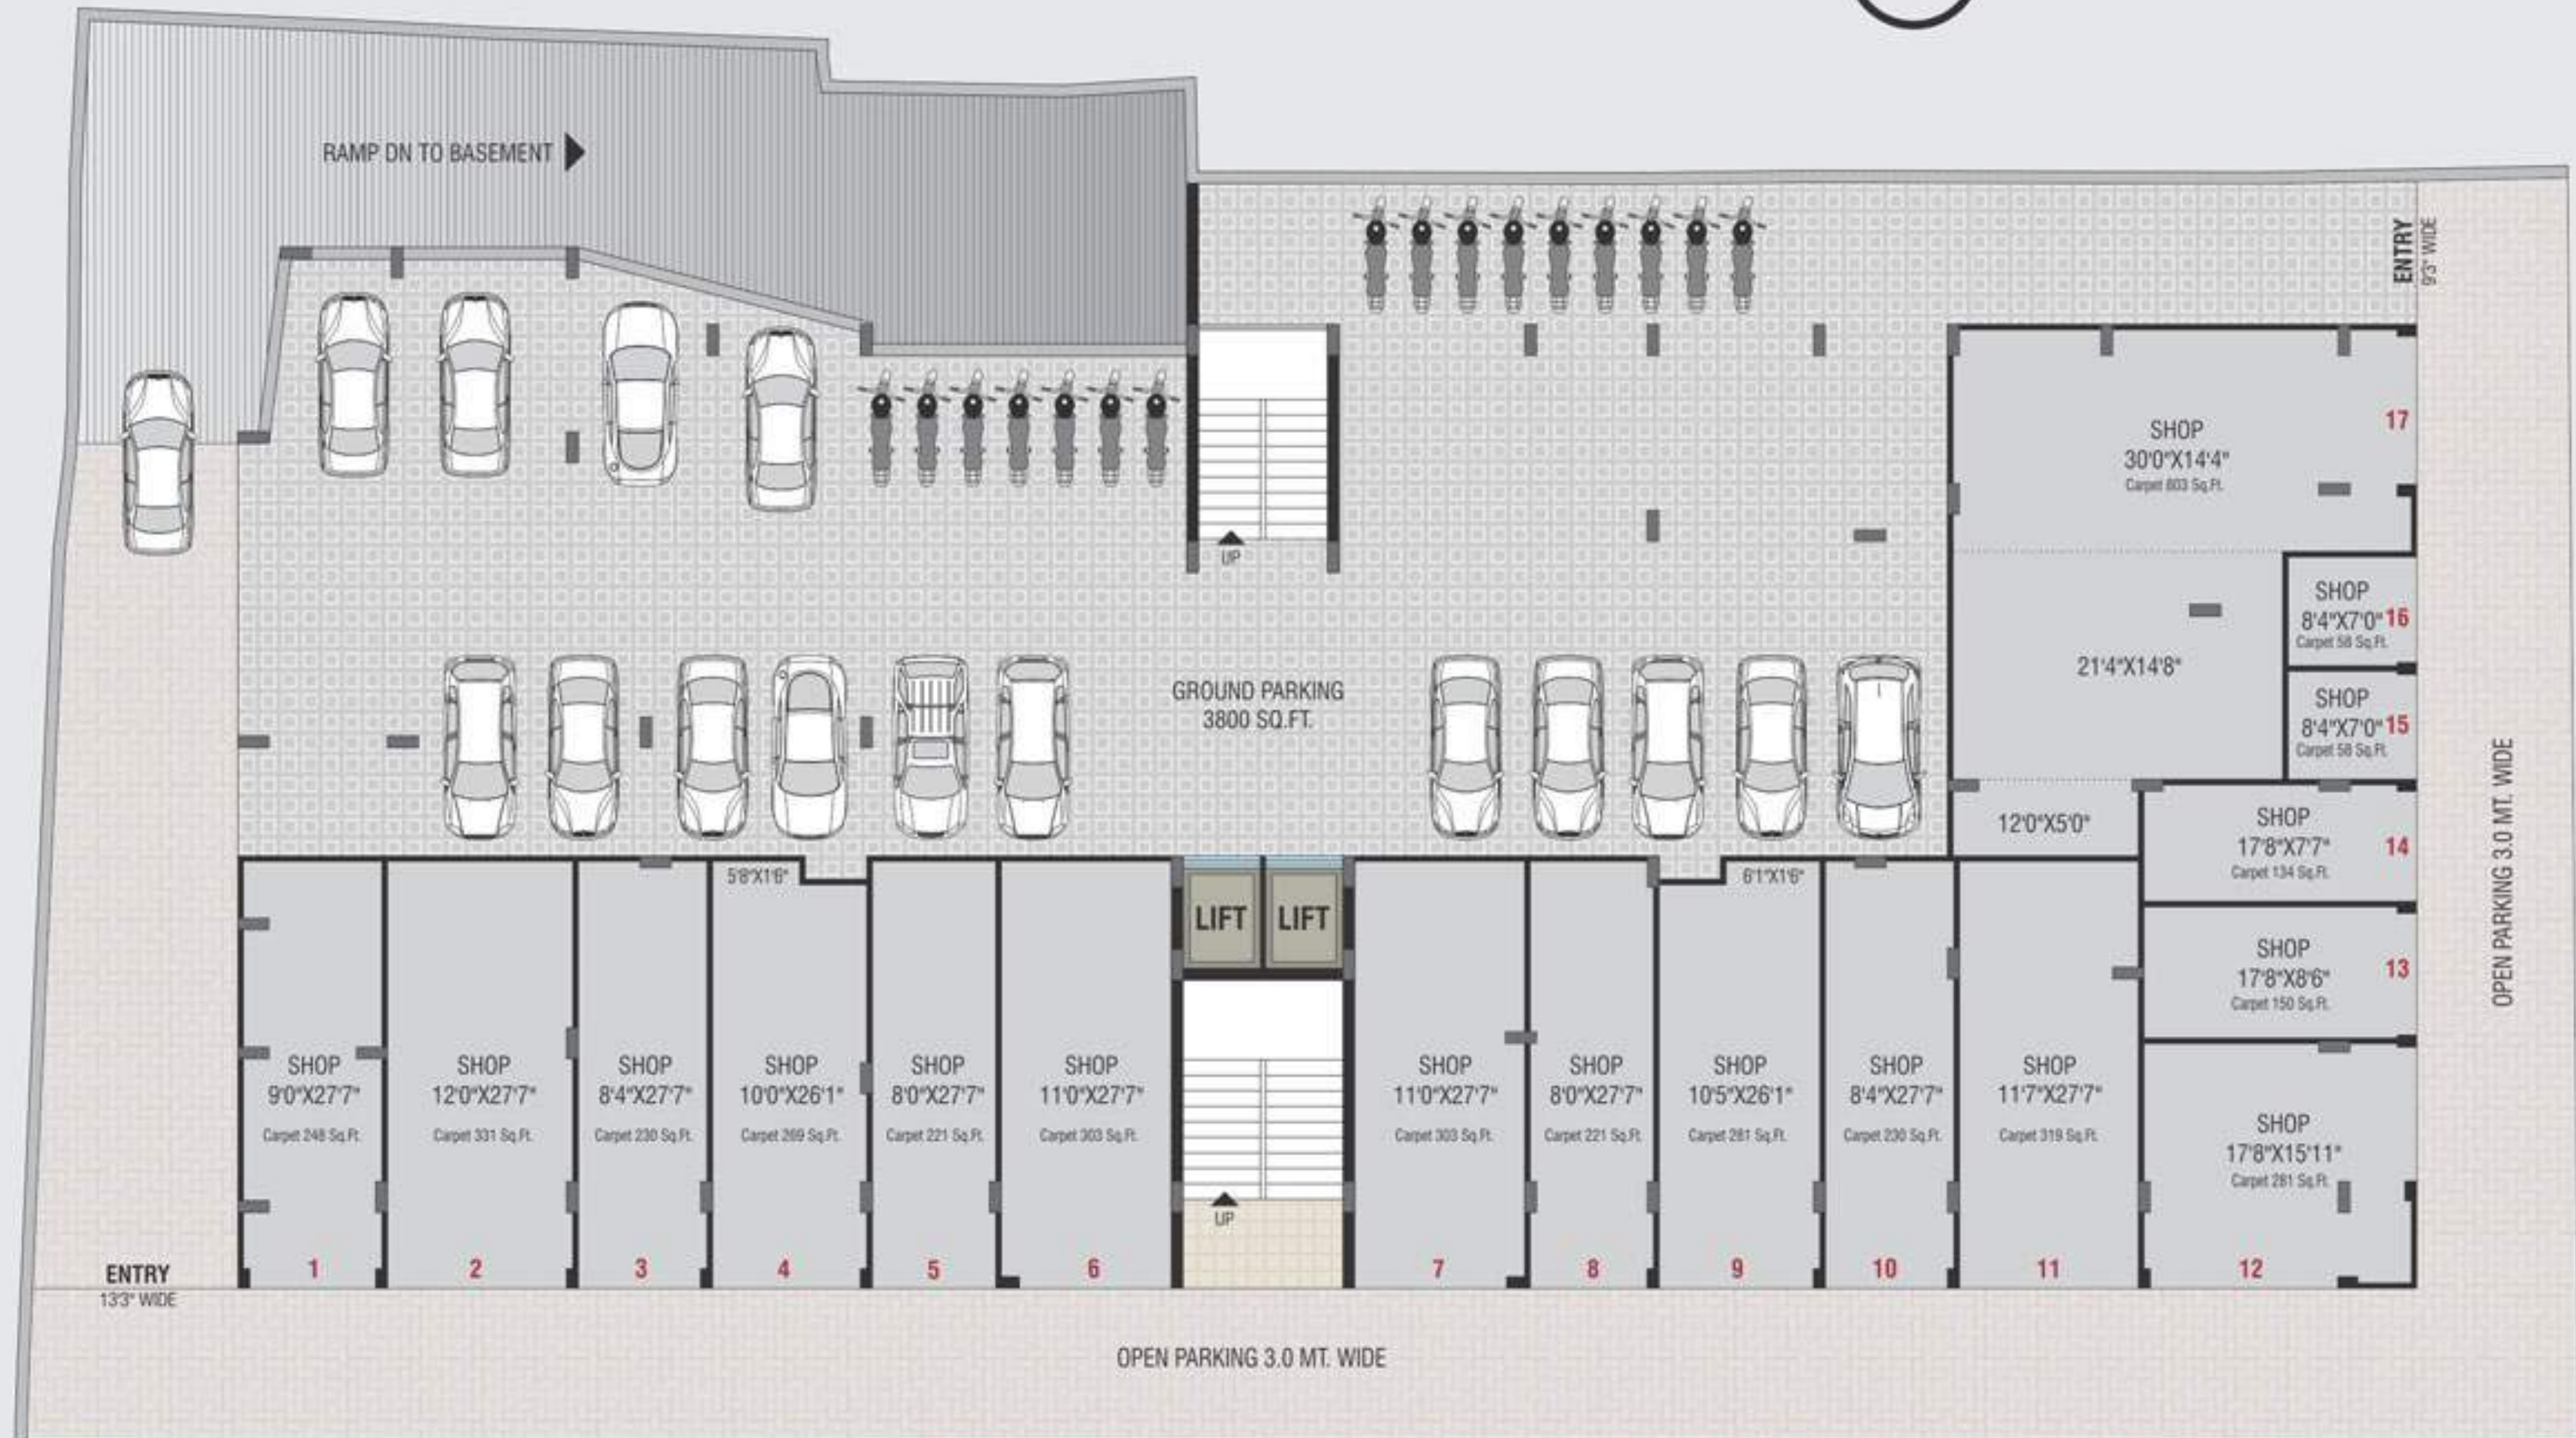 RAMP DN TO BASEMENT
ENTRY
9'3" WIDE
SHOP
30'0"X14'4"
Carpet 803 Sq.Ft.
17
UP
SHOP
8'4"X7'0"
Carpet 58 Sq.Ft.
16
21'4"X14'8"
SHOP
8'4"X7'0"
Carpet 58 Sq.Ft.
15
GROUND PARKING
3800 SQ.FT.
OPEN PARKING 3.0 MT. WIDE
12'0"X5'0"
SHOP
17'8"X7'7"
Carpet 134 Sq.Ft.
14
5'8"X1'6"
LIFT
LIFT
6'1"X1'6"
SHOP
17'8"X8'6"
Carpet 150 Sq.Ft.
13
SHOP
9'0"X27'7"
Carpet 248 Sq.Ft.
1
SHOP
12'0"X27'7"
Carpet 331 Sq.Ft.
2
SHOP
8'4"X27'7"
Carpet 230 Sq.Ft.
3
SHOP
10'0"X26'1"
Carpet 269 Sq.Ft.
4
SHOP
8'0"X27'7"
Carpet 221 Sq.Ft.
5
SHOP
11'0"X27'7"
Carpet 303 Sq.Ft.
6
UP
SHOP
11'0"X27'7"
Carpet 303 Sq.Ft.
7
SHOP
8'0"X27'7"
Carpet 221 Sq.Ft.
8
SHOP
10'5"X26'1"
Carpet 281 Sq.Ft.
9
SHOP
8'4"X27'7"
Carpet 230 Sq.Ft.
10
SHOP
11'7"X27'7"
Carpet 319 Sq.Ft.
11
SHOP
17'8"X15'11"
Carpet 281 Sq.Ft.
12
ENTRY
13'3" WIDE
OPEN PARKING 3.0 MT. WIDE